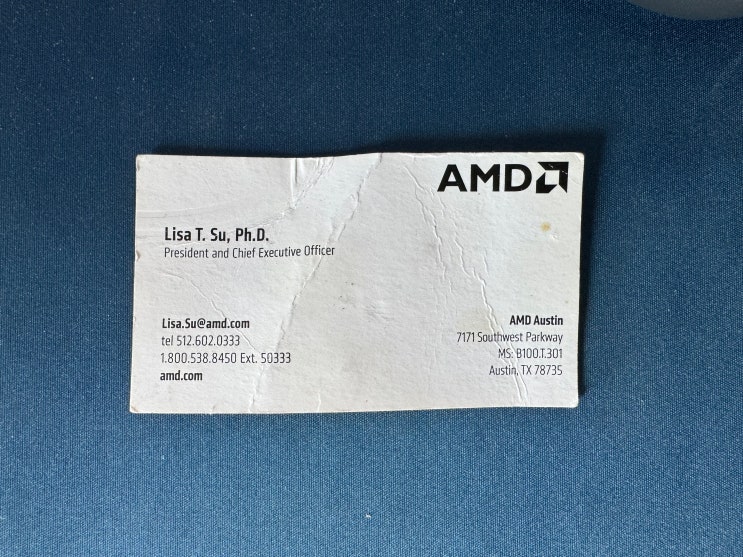 AMD
Lisa T. Su, Ph.D.
President and Chief Executive Officer
Lisa.Su@amd.com
tel 512.602.0333
1.800.538.8450 Ext. 50333
amd.com
AMD Austin
7171 Southwest Parkway
MS: B100.T.301
Austin, TX 78735